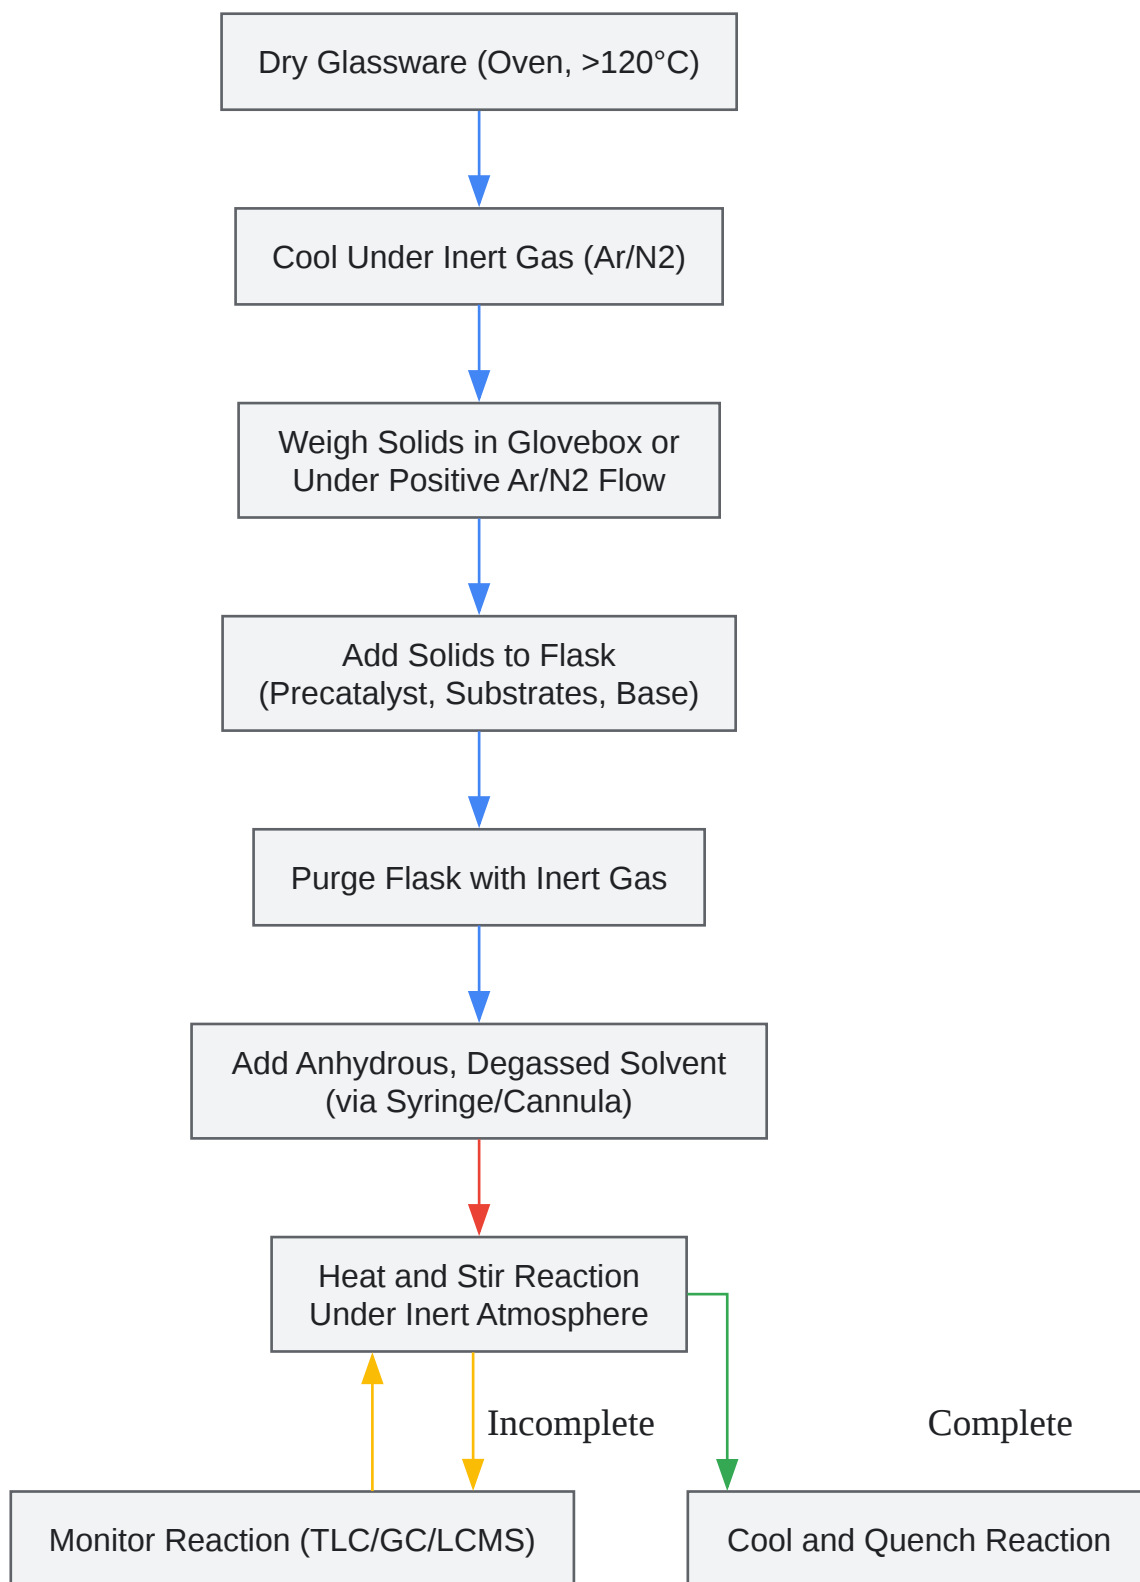 Dry Glassware (Oven, >120°C)
Cool Under Inert Gas (Ar/N2)
Weigh Solids in Glovebox or
Under Positive Ar/N2 Flow
Add Solids to Flask
(Precatalyst, Substrates, Base)
Purge Flask with Inert Gas
Add Anhydrous, Degassed Solvent
(via Syringe/Cannula)
Heat and Stir Reaction
Under Inert Atmosphere
Incomplete
Complete
Monitor Reaction (TLC/GC/LCMS)
Cool and Quench Reaction